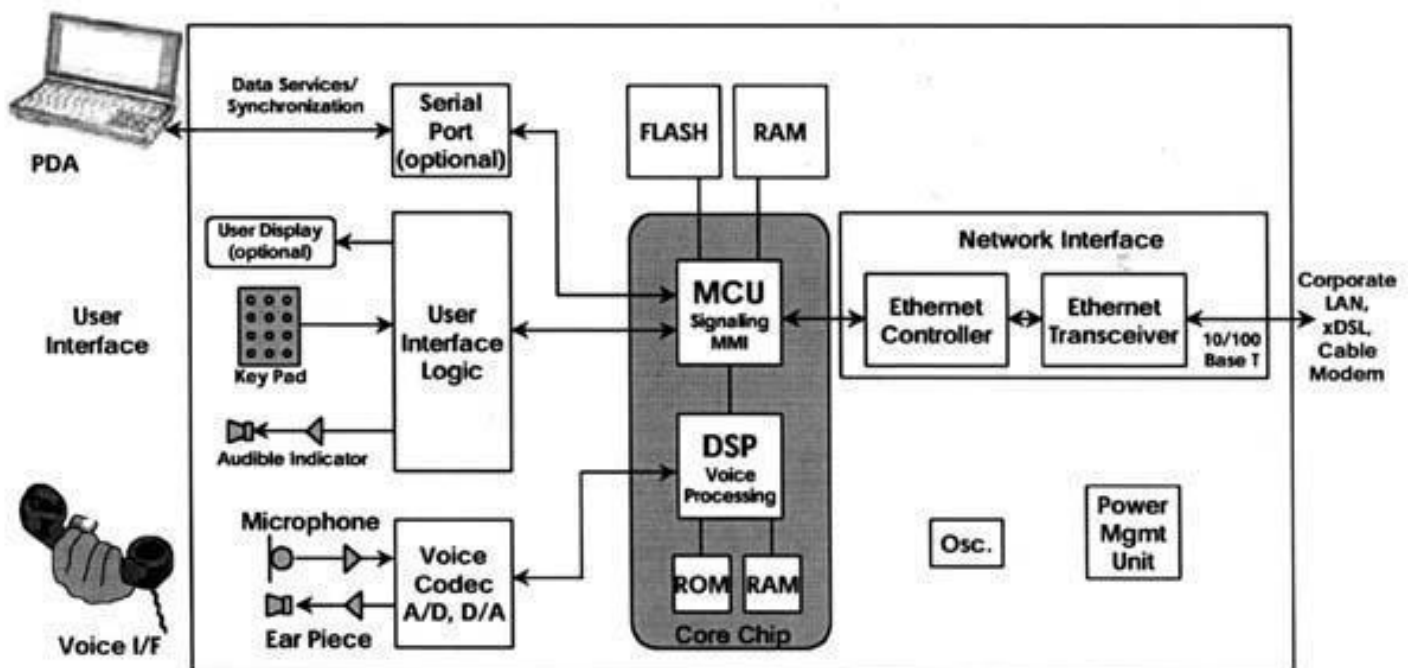 Data Services/
Synchronization
Serial
Port
(optional)
FLASH
RAM
PDA
User Display
(optional)
Network Interface
MCU
Signaling
MMI
Ethernet
Controller
Ethernet
Transceiver
10/100
Base T
Corporate
LAN,
xDSL,
Cable
Modem
User
Interface
Key Pad
User
Interface
Logic
Audible Indicator
DSP
Voice
Processing
Microphone
Voice
Codec
A/D, D/A
Ear Piece
Voice I/F
ROM
RAM
Core Chip
Osc.
Power
Mgmt
Unit